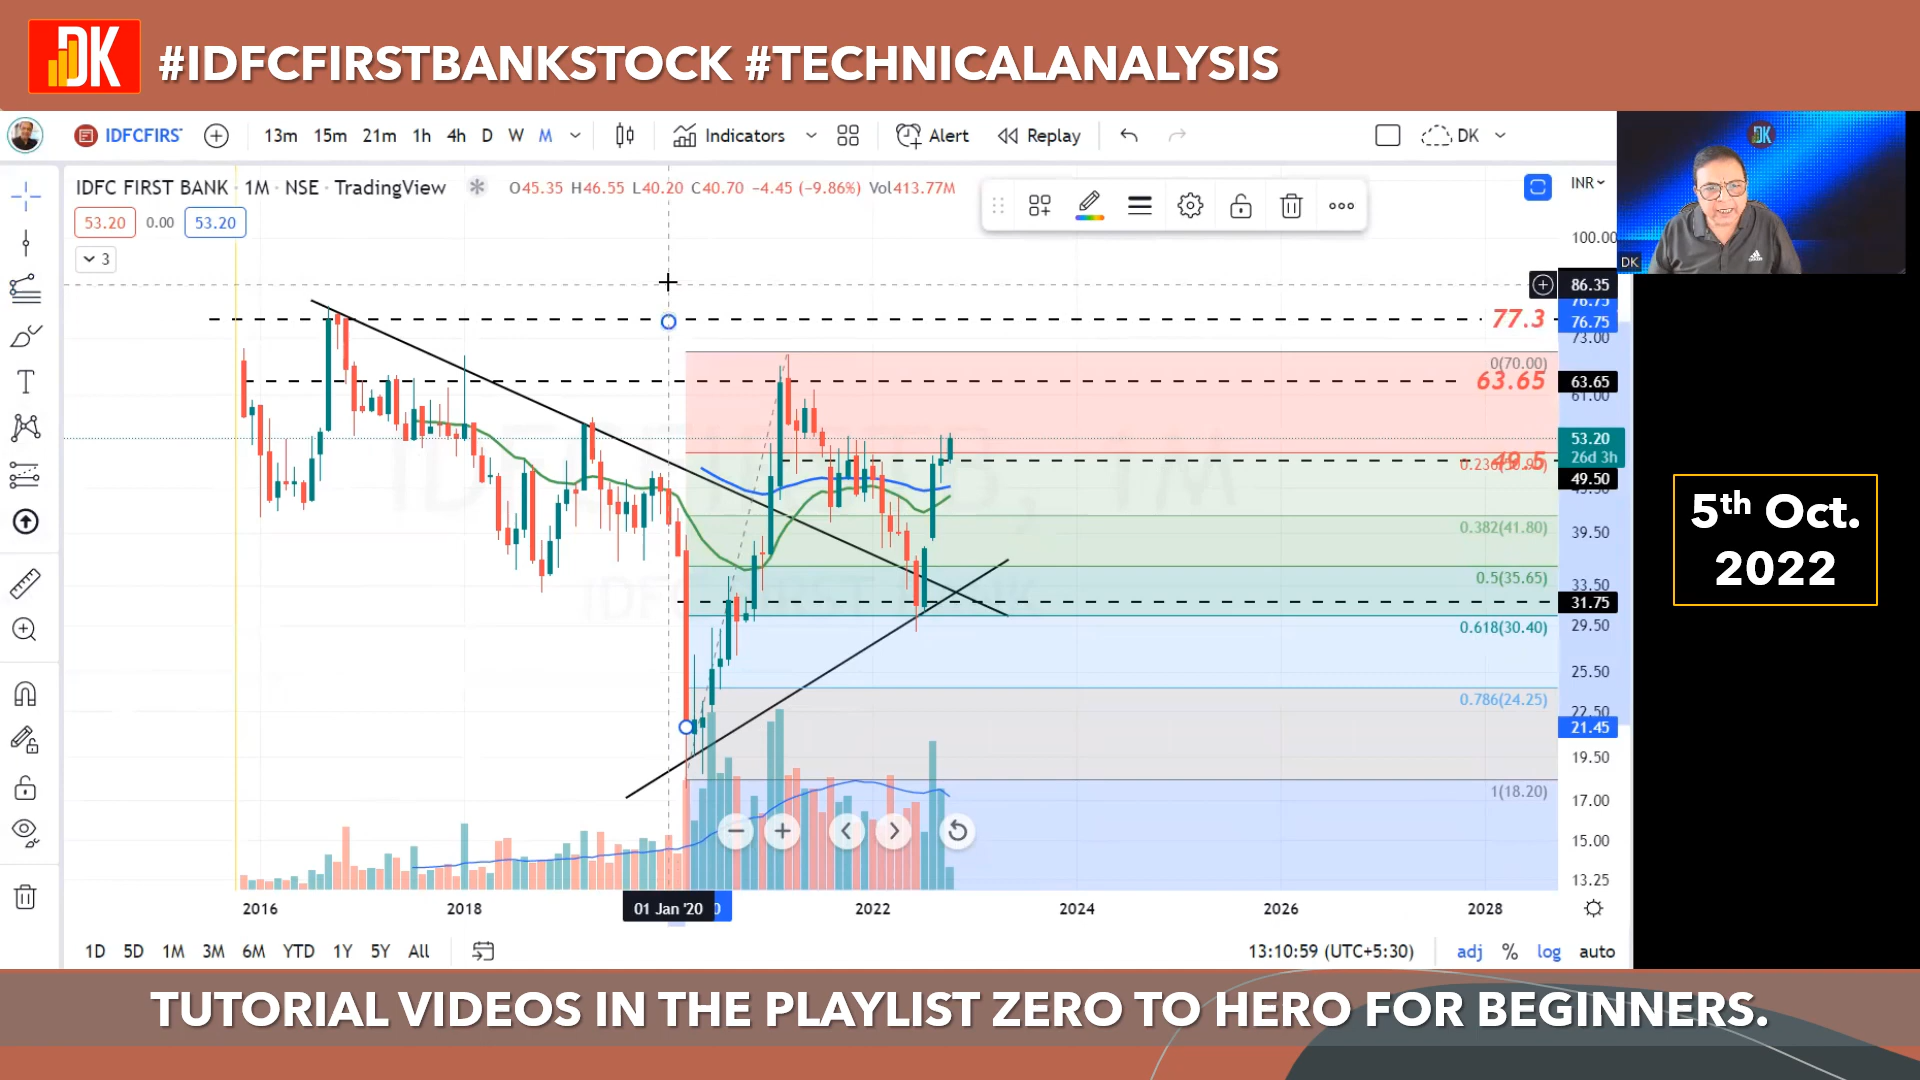 DK #IDFCFIRSTBANKSTOCK #TECHNICALANALYSIS
IDFCFIRS 13m 15m 21m 1h 4h D W M Indicators Alert Replay DK
IDFC FIRST BANK · 1M · NSE · TradingView O45.35 H46.55 L40.20 C40.70 −4.45 (−9.86%) Vol413.77M INR
53.20 0.00 53.20
3
100.00
DK
86.35
76.75
77.3 76.75
73.00
0(70.00)
63.65 63.65
61.00
53.20
26d 3h
49.5
49.50
0.382(41.80) 39.50
0.5(35.65) 33.50
31.75
0.618(30.40) 29.50
25.50
0.786(24.25) 22.50
21.45
19.50
1(18.20) 17.00
15.00
13.25
5th Oct.
2022
2016 2018 01 Jan '20 2022 2024 2026 2028
1D 5D 1M 3M 6M YTD 1Y 5Y All 13:10:59 (UTC+5:30) adj % log auto
TUTORIAL VIDEOS IN THE PLAYLIST ZERO TO HERO FOR BEGINNERS.